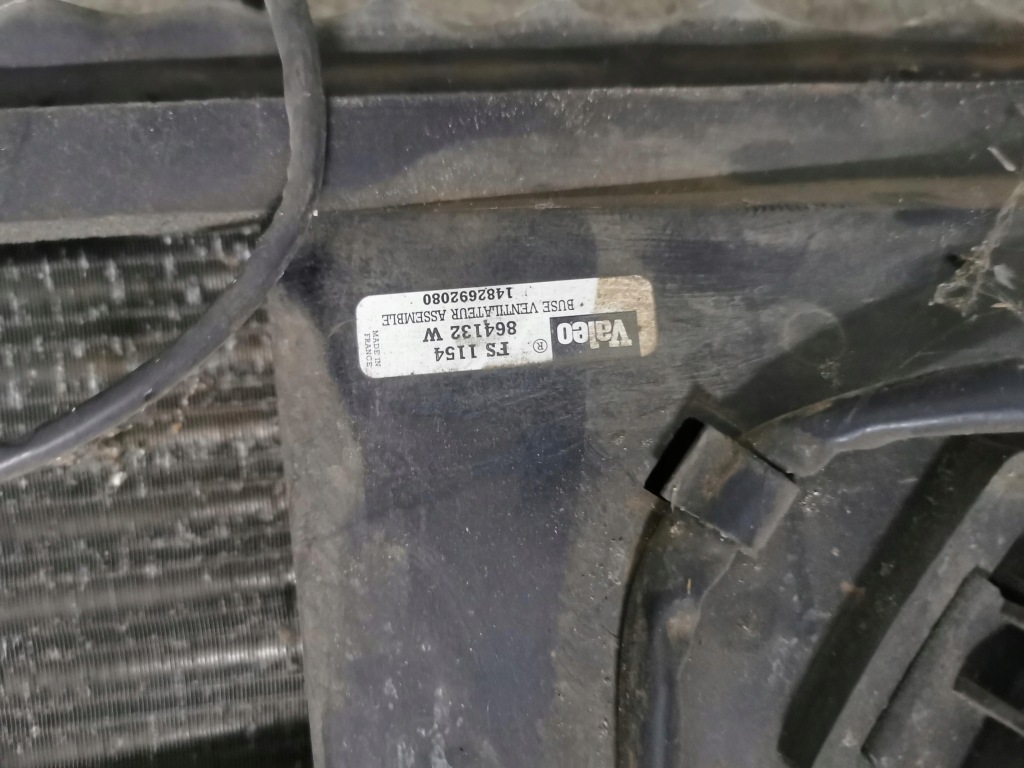 Valeo
®
FS 1154
864132 W
BUSE VENTILATEUR ASSEMBLE
1482692080
MADE IN
FRANCE